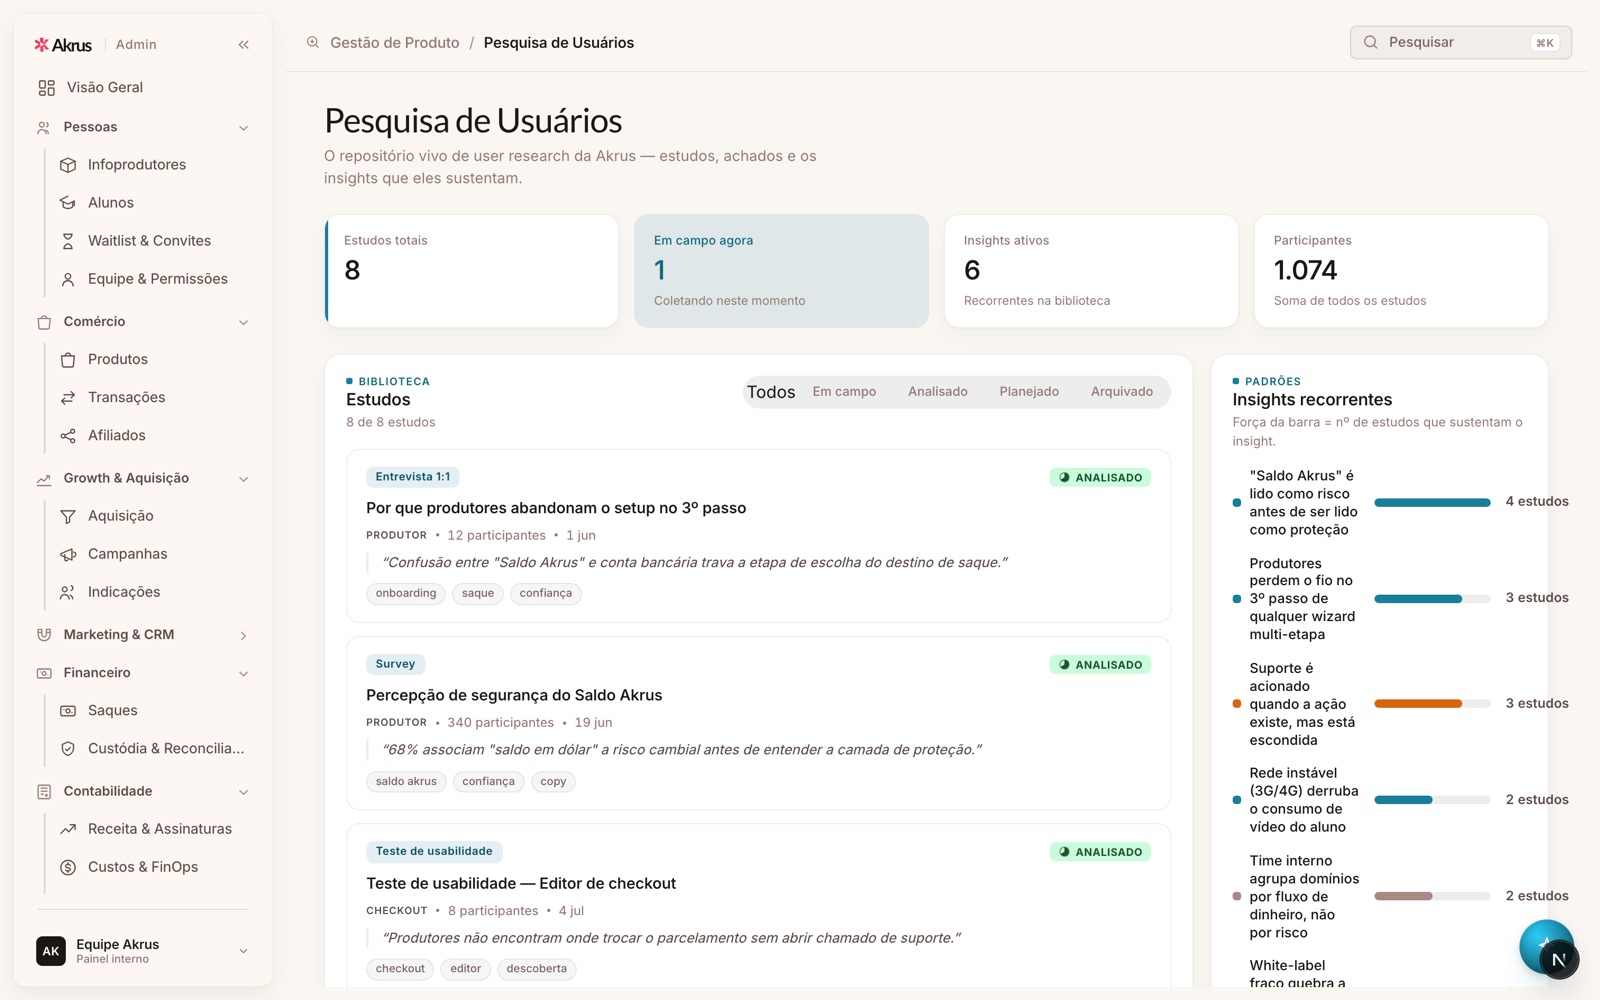 Akrus
Admin
Visão Geral
Pessoas
Infoprodutores
Alunos
Waitlist & Convites
Equipe & Permissões
Comércio
Produtos
Transações
Afiliados
Growth & Aquisição
Aquisição
Campanhas
Indicações
Marketing & CRM
Financeiro
Saques
Custódia & Reconcilia...
Contabilidade
Receita & Assinaturas
Custos & FinOps
AK
Equipe Akrus
Painel interno
Gestão de Produto / Pesquisa de Usuários
Pesquisar
⌘K
Pesquisa de Usuários
O repositório vivo de user research da Akrus — estudos, achados e os
insights que eles sustentam.
Estudos totais
8
Em campo agora
1
Coletando neste momento
Insights ativos
6
Recorrentes na biblioteca
Participantes
1.074
Soma de todos os estudos
BIBLIOTECA
Estudos
8 de 8 estudos
Todos
Em campo
Analisado
Planejado
Arquivado
Entrevista 1:1
ANALISADO
Por que produtores abandonam o setup no 3º passo
PRODUTOR • 12 participantes • 1 jun
“Confusão entre "Saldo Akrus" e conta bancária trava a etapa de escolha do destino de saque.”
onboarding
saque
confiança
Survey
ANALISADO
Percepção de segurança do Saldo Akrus
PRODUTOR • 340 participantes • 19 jun
“68% associam "saldo em dólar" a risco cambial antes de entender a camada de proteção.”
saldo akrus
confiança
copy
Teste de usabilidade
ANALISADO
Teste de usabilidade — Editor de checkout
CHECKOUT • 8 participantes • 4 jul
“Produtores não encontram onde trocar o parcelamento sem abrir chamado de suporte.”
checkout
editor
descoberta
PADRÕES
Insights recorrentes
Força da barra = nº de estudos que sustentam o
insight.
"Saldo Akrus" é
lido como risco
antes de ser lido
como proteção
4 estudos
Produtores
perdem o fio no
3º passo de
qualquer wizard
multi-etapa
3 estudos
Suporte é
acionado
quando a ação
existe, mas está
escondida
3 estudos
Rede instável
(3G/4G) derruba
o consumo de
vídeo do aluno
2 estudos
Time interno
agrupa domínios
por fluxo de
dinheiro, não
por risco
2 estudos
White-label
fraco quebra a
N